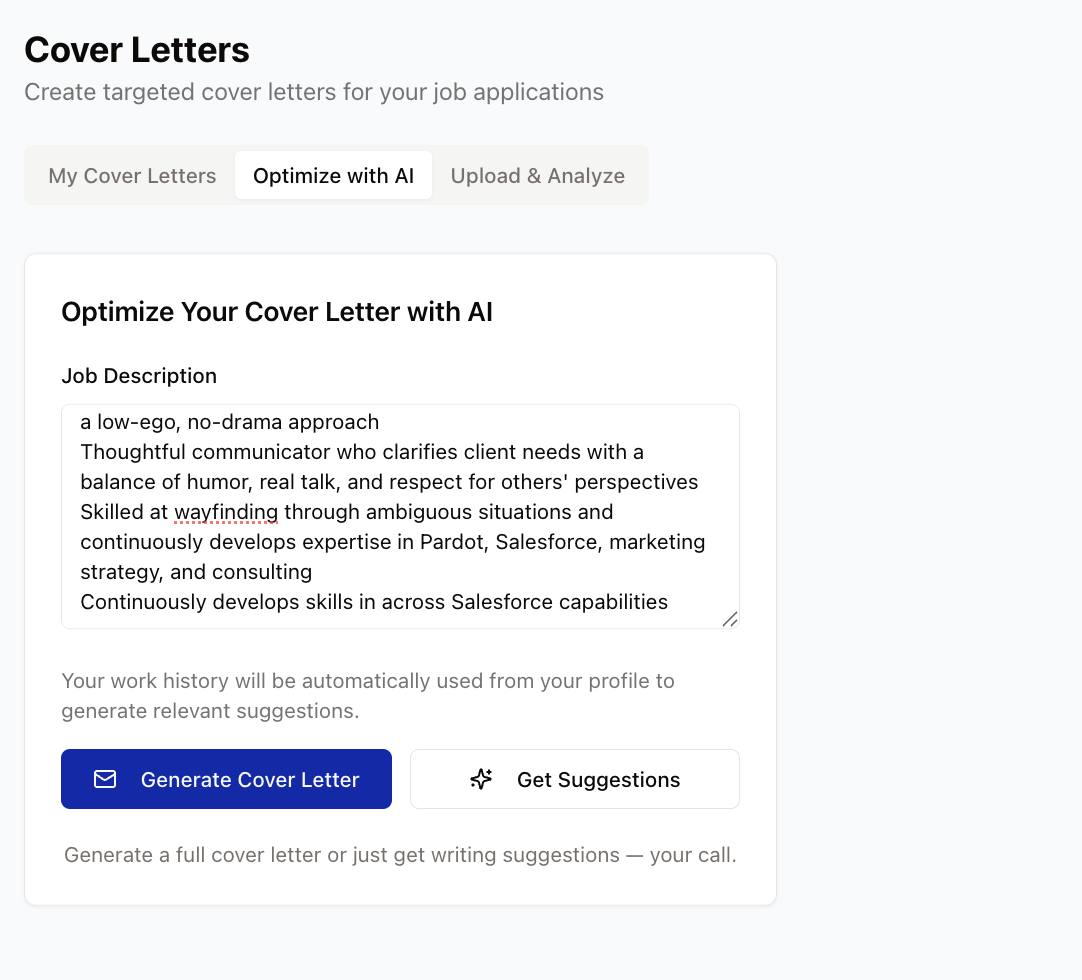 Cover Letters
Create targeted cover letters for your job applications
My Cover Letters
Optimize with AI
Upload & Analyze
Optimize Your Cover Letter with AI
Job Description
a low-ego, no-drama approach
Thoughtful communicator who clarifies client needs with a
balance of humor, real talk, and respect for others' perspectives
Skilled at wayfinding through ambiguous situations and
continuously develops expertise in Pardot, Salesforce, marketing
strategy, and consulting
Continuously develops skills in across Salesforce capabilities
Your work history will be automatically used from your profile to
generate relevant suggestions.
Generate Cover Letter
Get Suggestions
Generate a full cover letter or just get writing suggestions — your call.